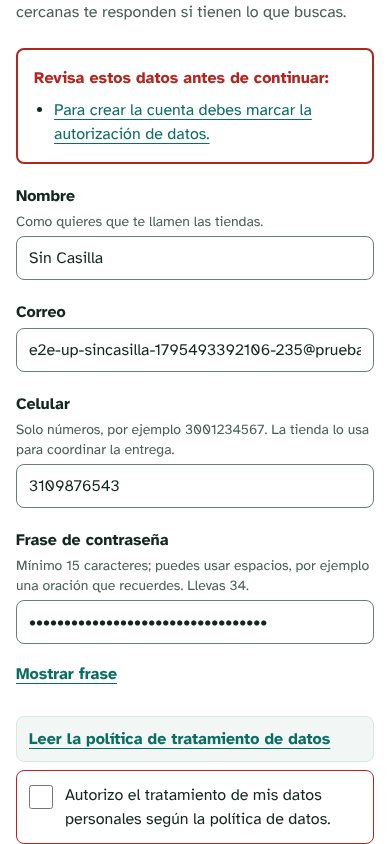 cercanas te responden si tienen lo que buscas.
Revisa estos datos antes de continuar:
• Para crear la cuenta debes marcar la
autorización de datos.
Nombre
Como quieres que te llamen las tiendas.
Sin Casilla
Correo
e2e-up-sincasilla-1795493392106-235@prueba
Celular
Solo números, por ejemplo 3001234567. La tienda lo usa
para coordinar la entrega.
3109876543
Frase de contraseña
Mínimo 15 caracteres; puedes usar espacios, por ejemplo
una oración que recuerdes. Llevas 34.
••••••••••••••••••••••••••••••••••
Mostrar frase
Leer la política de tratamiento de datos
Autorizo el tratamiento de mis datos
personales según la política de datos.